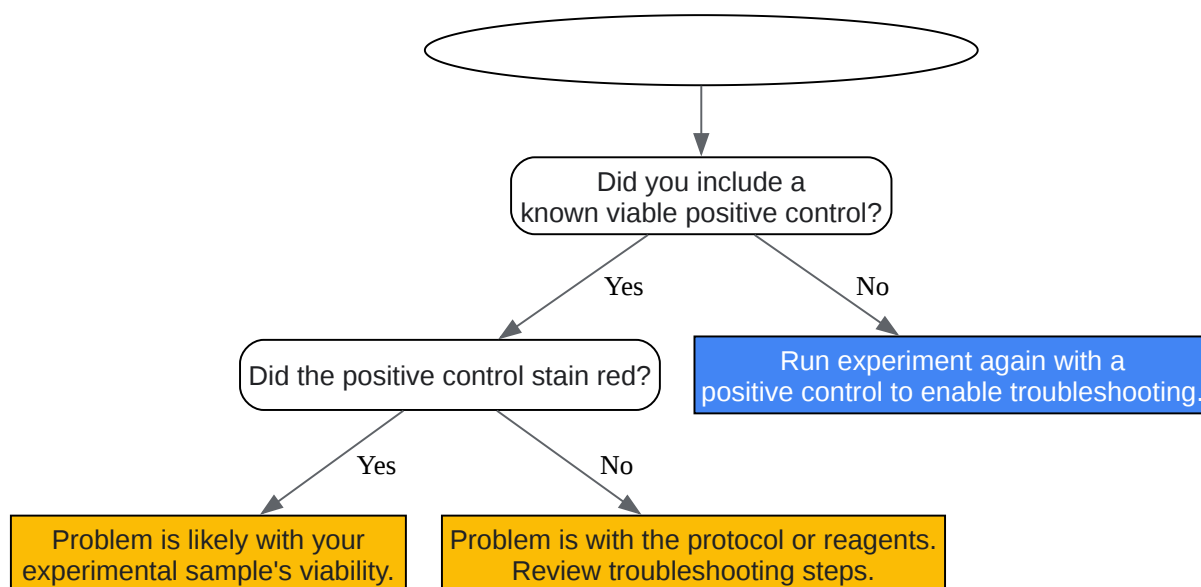 Did you include a
known viable positive control?
Yes
No
Did the positive control stain red?
Run experiment again with a
positive control to enable troubleshooting.
Yes
No
Problem is likely with your
experimental sample's viability.
Problem is with the protocol or reagents.
Review troubleshooting steps.